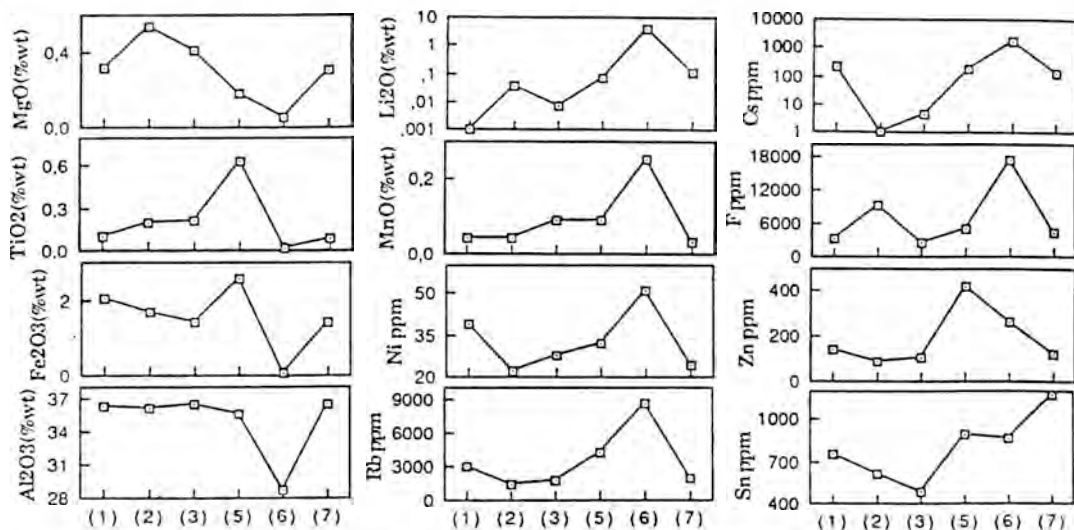 MgO(%wt)
0,4
0.0
TiO2(%wt)
0,6
0.3
0.0
Fe2O3(%wt)
2
0
Al2O3(%wt)
37
34
31
28
(1) (2) (3) (5) (6) (7)
Li2O(%wt)
10
1
.1
.01
.001
MnO(%wt)
0,2
0,0
Ni ppm
50
35
20
Rb ppm
9000
6000
3000
0
(1) (2) (3) (5) (6) (7)
Cs ppm
10000
1000
100
10
1
F ppm
18000
12000
6000
0
Zn ppm
400
200
0
Sn ppm
1000
700
400
(1) (2) (3) (5) (6) (7)